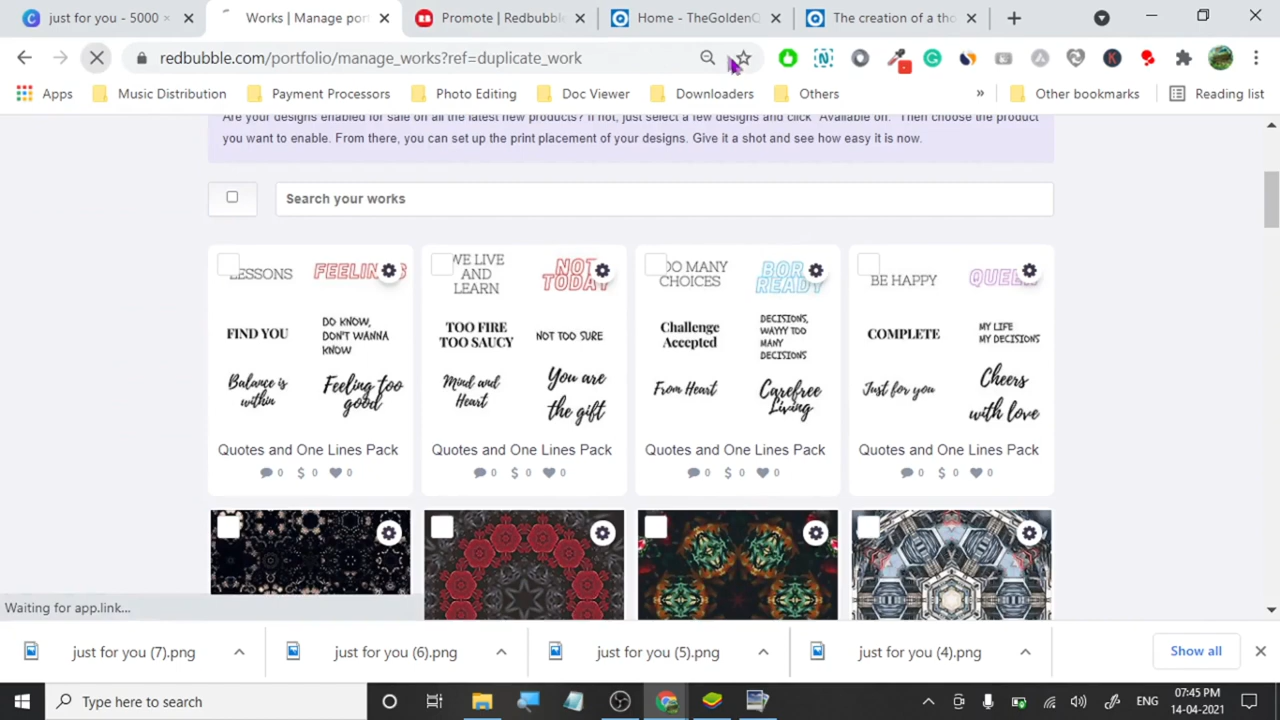 just for you - 5000
Works | Manage por
Promote | Redbubble
Home - TheGoldenQ
The creation of a tho
redbubble.com/portfolio/manage_works?ref=duplicate_work
Apps
Music Distribution
Payment Processors
Photo Editing
Doc Viewer
Downloaders
Others
»
Other bookmarks
Reading list
Are your designs enabled for sale on all the latest new products? If not, just select a few designs and click "Available on." Then choose the product
you want to enable. From there, you can set up the print placement of your designs. Give it a shot and see how easy it is now.
Search your works
LESSONS
FEELINGS
FIND YOU
DO KNOW,
DON'T WANNA
KNOW
Balance is
within
Feeling too
good
Quotes and One Lines Pack
0 $ 0 0
WE LIVE
AND
LEARN
NOT
TODAY
TOO FIRE
TOO SAUCY
NOT TOO SURE
Mind and
Heart
You are
the gift
Quotes and One Lines Pack
0 $ 0 0
OO MANY
CHOICES
BOR
READY
Challenge
Accepted
DECISIONS,
WAYYY TOO
MANY
DECISIONS
From Heart
Carefree
Living
Quotes and One Lines Pack
0 $ 0 0
BE HAPPY
QUEEN
COMPLETE
MY LIFE
MY DECISIONS
Just for you
Cheers
with love
Quotes and One Lines Pack
0 $ 0 0
Waiting for app.link...
just for you (7).png
just for you (6).png
just for you (5).png
just for you (4).png
Show all
Type here to search
ENG
07:45 PM
14-04-2021